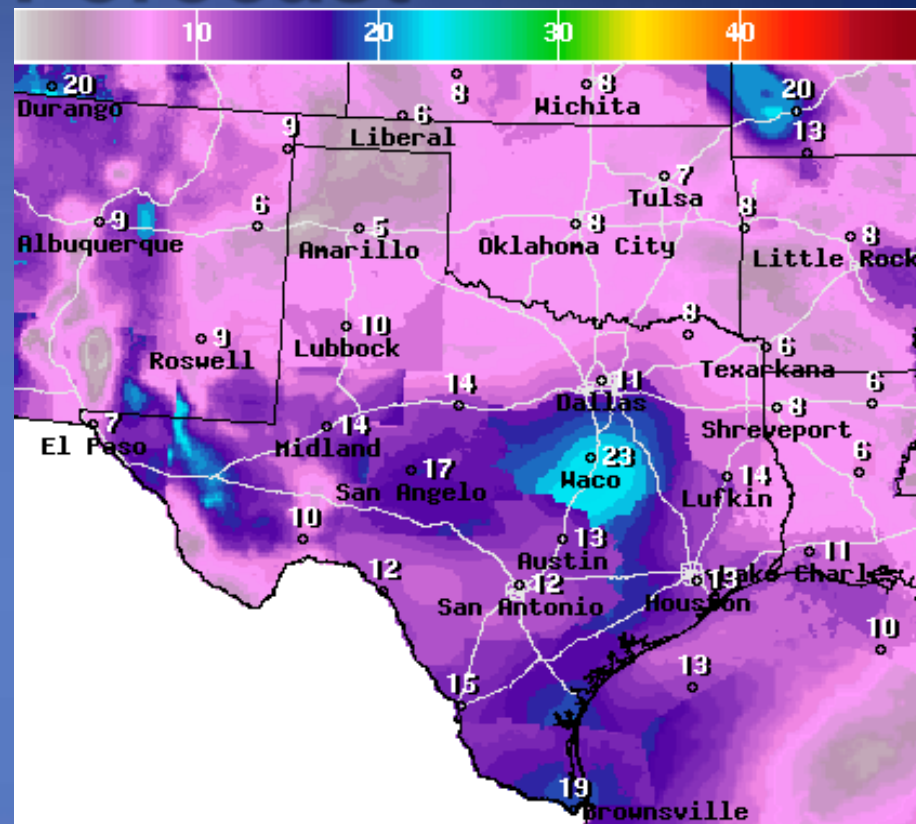 10 20 30 40
20
Durango
8
8
Wichita
20
6
Liberal
9
13
7
Tulsa
9
Albuquerque
6
5
Amarillo
8
Oklahoma City
8
8
Little Rock
9
Roswell
10
Lubbock
8
6
Texarkana
11
Dallas
14
6
8
Shreveport
7
El Paso
14
Midland
17
San Angelo
23
Waco
14
Lufkin
6
10
13
Austin
11
Lake Charles
12
12
San Antonio
13
Houston
10
13
15
19
Brownsville